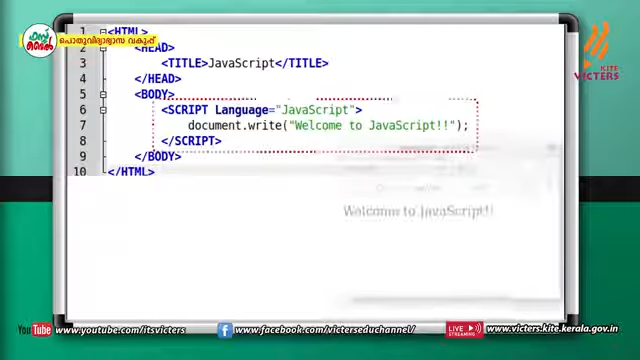 ഫസ്റ്റ് ബെൽ
പൊതുവിദ്യാഭ്യാസ വകുപ്പ്
KITE
VICTERS
1 <HTML>
2 <HEAD>
3 <TITLE>JavaScript</TITLE>
4 </HEAD>
5 <BODY>
6 <SCRIPT Language="JavaScript">
7 document.write("Welcome to JavaScript!!");
8 </SCRIPT>
9 </BODY>
10 </HTML>
Welcome to JavaScript!!
You Tube www.youtube.com/itsvicters f www.facebook.com/victerseduchannel/ LIVE STREAMING www.victers.kite.kerala.gov.in